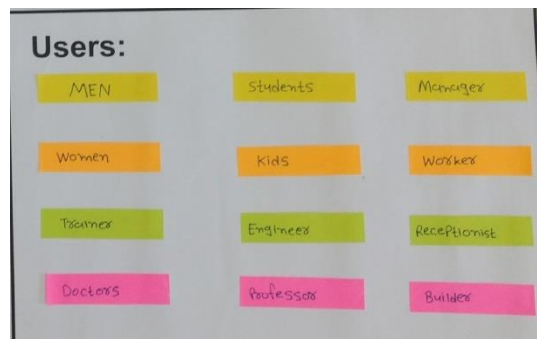 Users:
MEN Students Manager
Women Kids Worker
Trainer Engineer Receptionist
Doctors Professor Builder